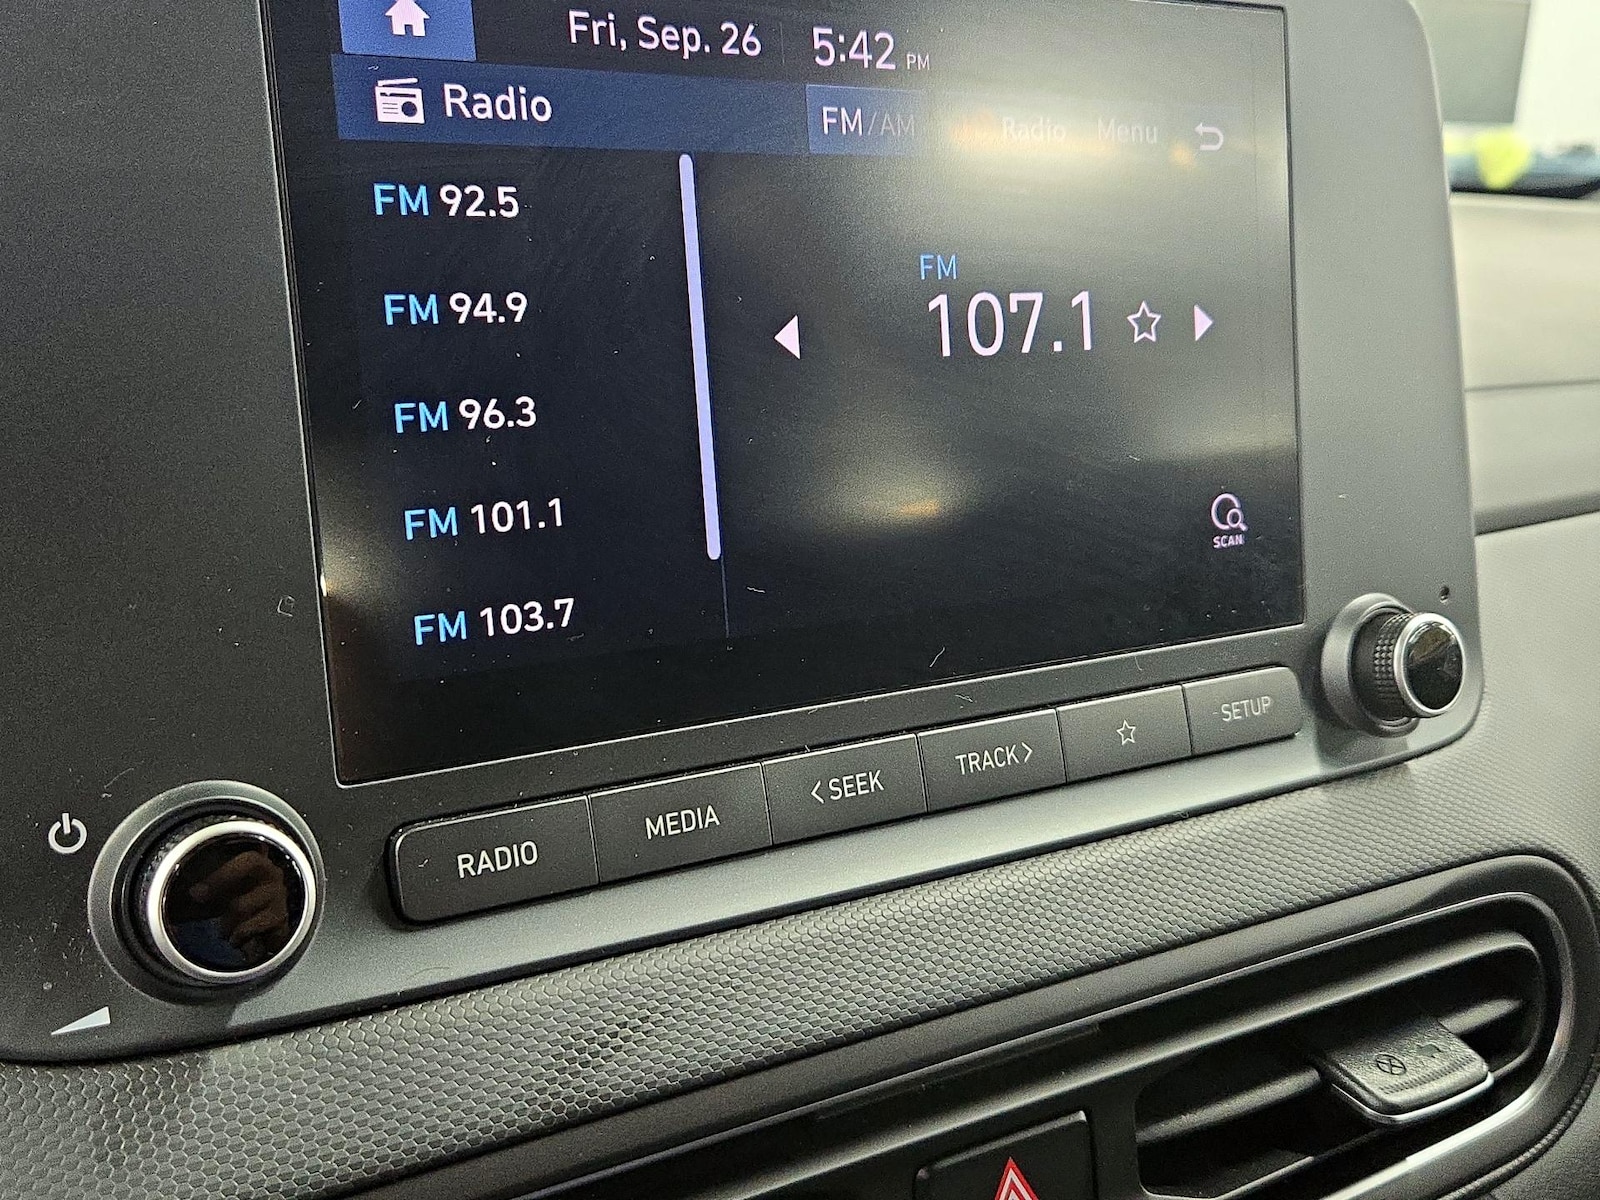 Fri, Sep. 26 5:42 PM
Radio FM/AM Radio Menu
FM 92.5
FM 94.9
FM 96.3
FM 101.1
FM 103.7
FM
107.1
SCAN
RADIO MEDIA <SEEK TRACK> SETUP